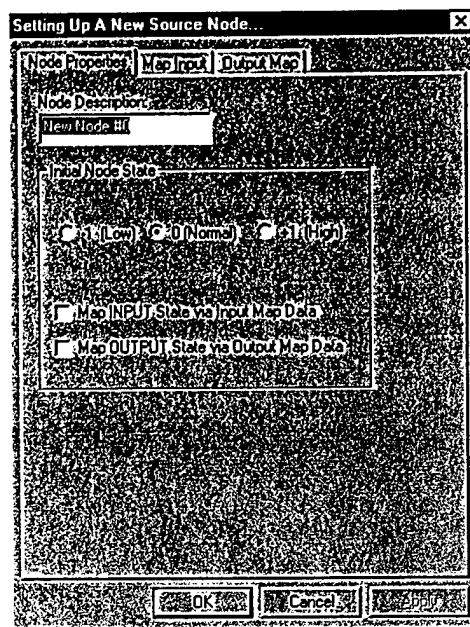 Setting Up A New Source Node...
Node Properties Map Input Output Map
Node Description:
New Node #0
Initial Node State
-1 (Low) 0 (Normal) +1 (High)
Map INPUT State via Input Map Data
Map OUTPUT State via Output Map Data
OK Cancel Apply